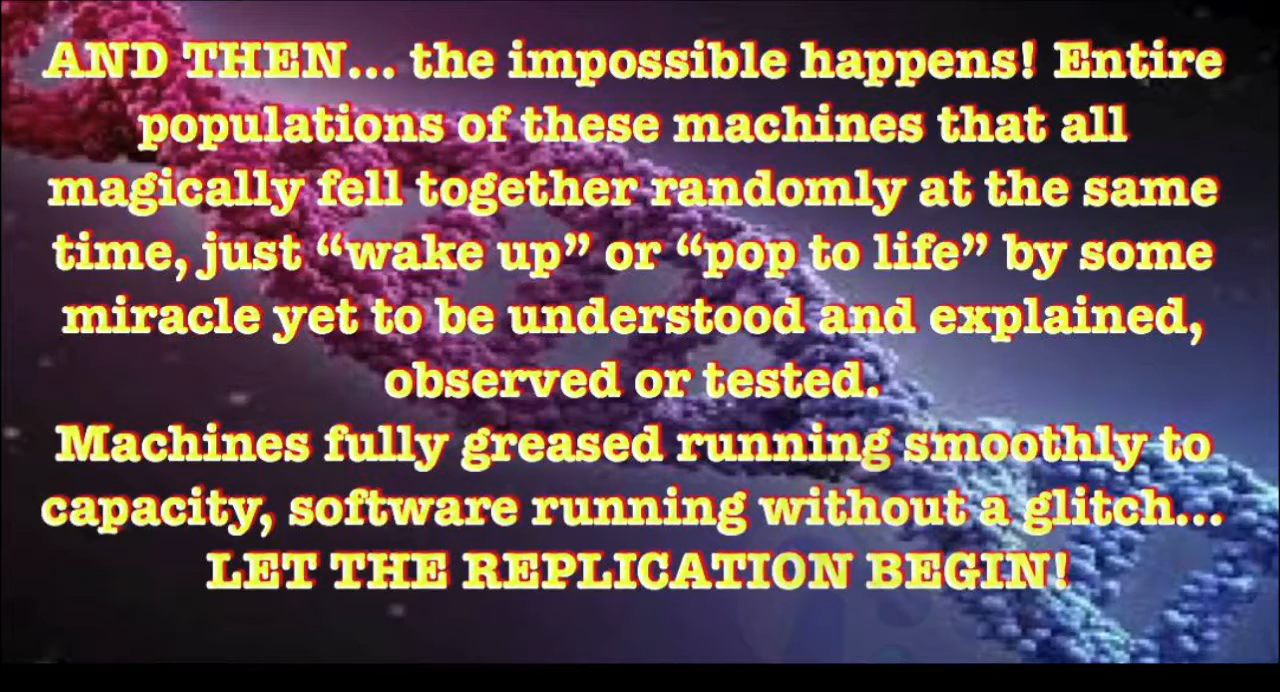 AND THEN... the impossible happens! Entire
populations of these machines that all
magically fell together randomly at the same
time, just “wake up” or “pop to life” by some
miracle yet to be understood and explained,
observed or tested.
Machines fully greased running smoothly to
capacity, software running without a glitch...
LET THE REPLICATION BEGIN!